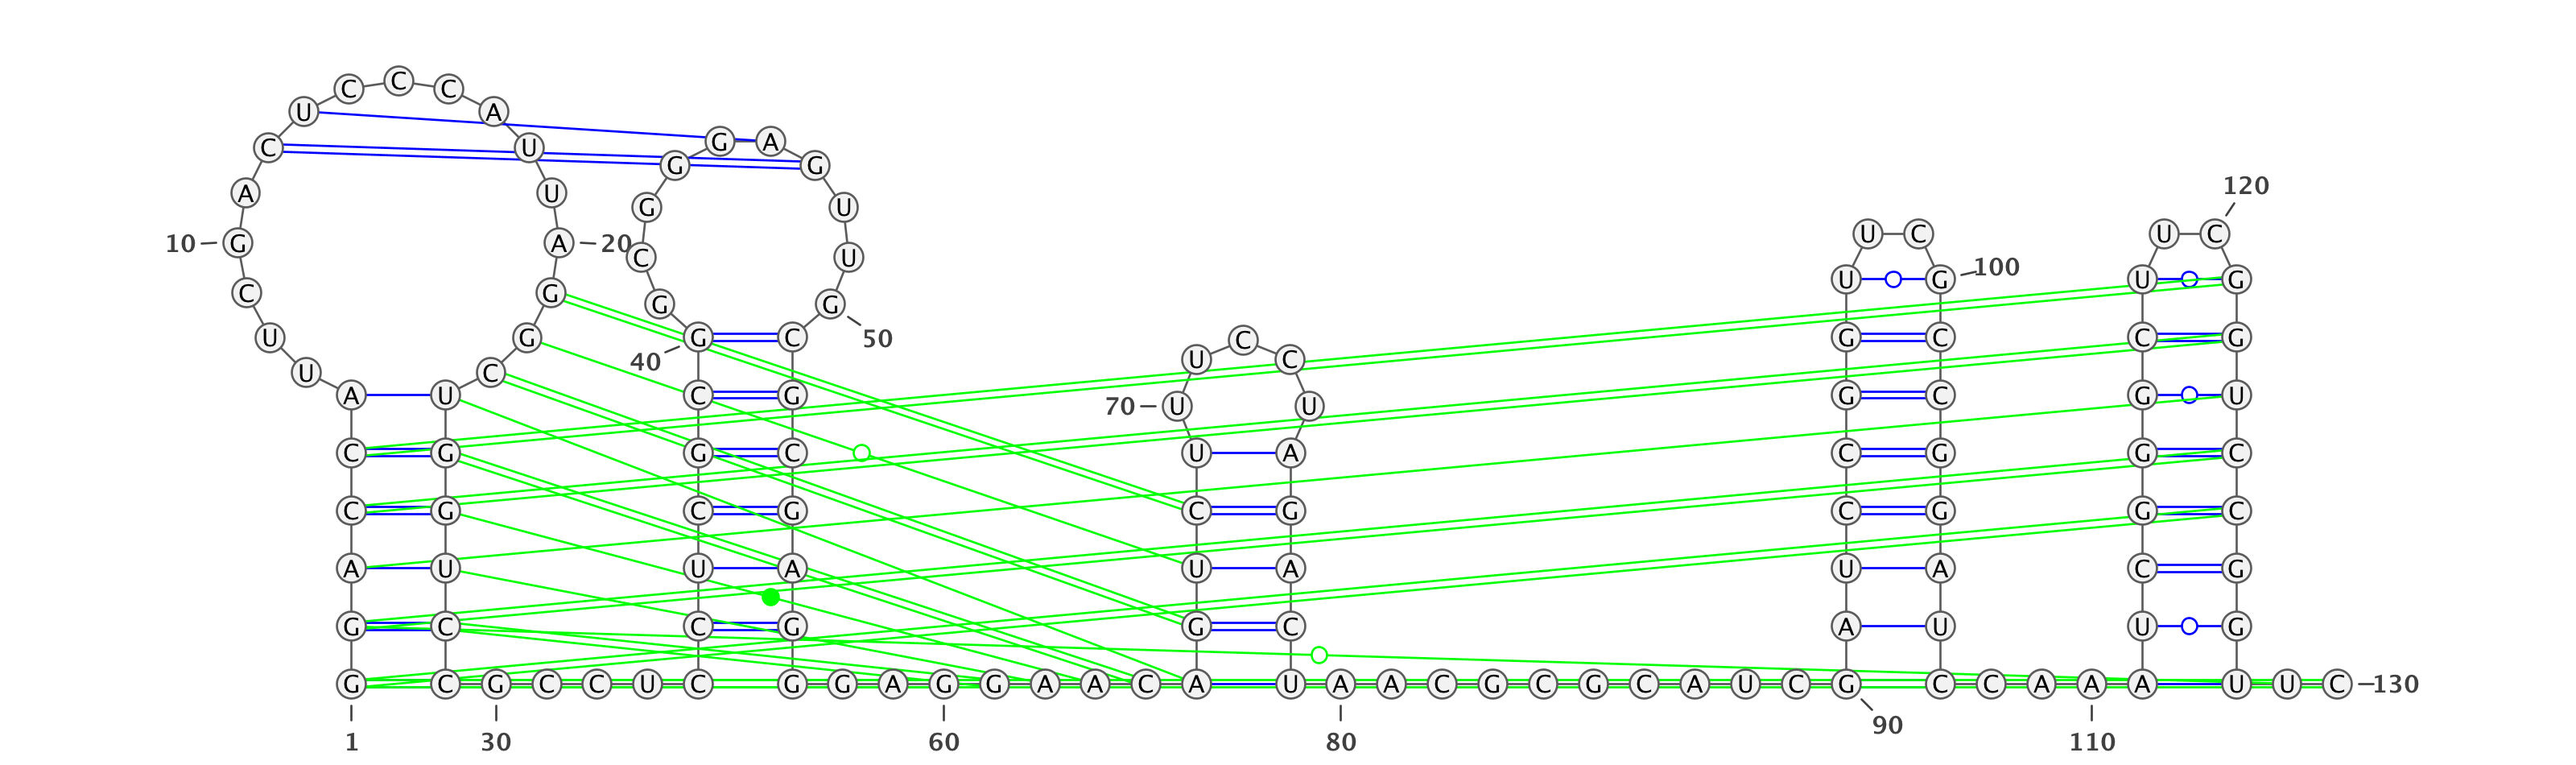 C C C
U A
C U
G A
G G
A U
120
G U
10 G A 20
U C U C
C U
C G
U G 100 U G
G G
U G 50
G C U C C G C C G
40
U C
A U C G 70 U U G C G U
C G G C U A C G G C
C G C G C G C G G C
A U U A U A U A C G
G C C G G C A U U G
G C G C C U C G G A G G A A C A U A A C G C G C A U C G C C A A A U U C 130
90
1 30 60 80 110